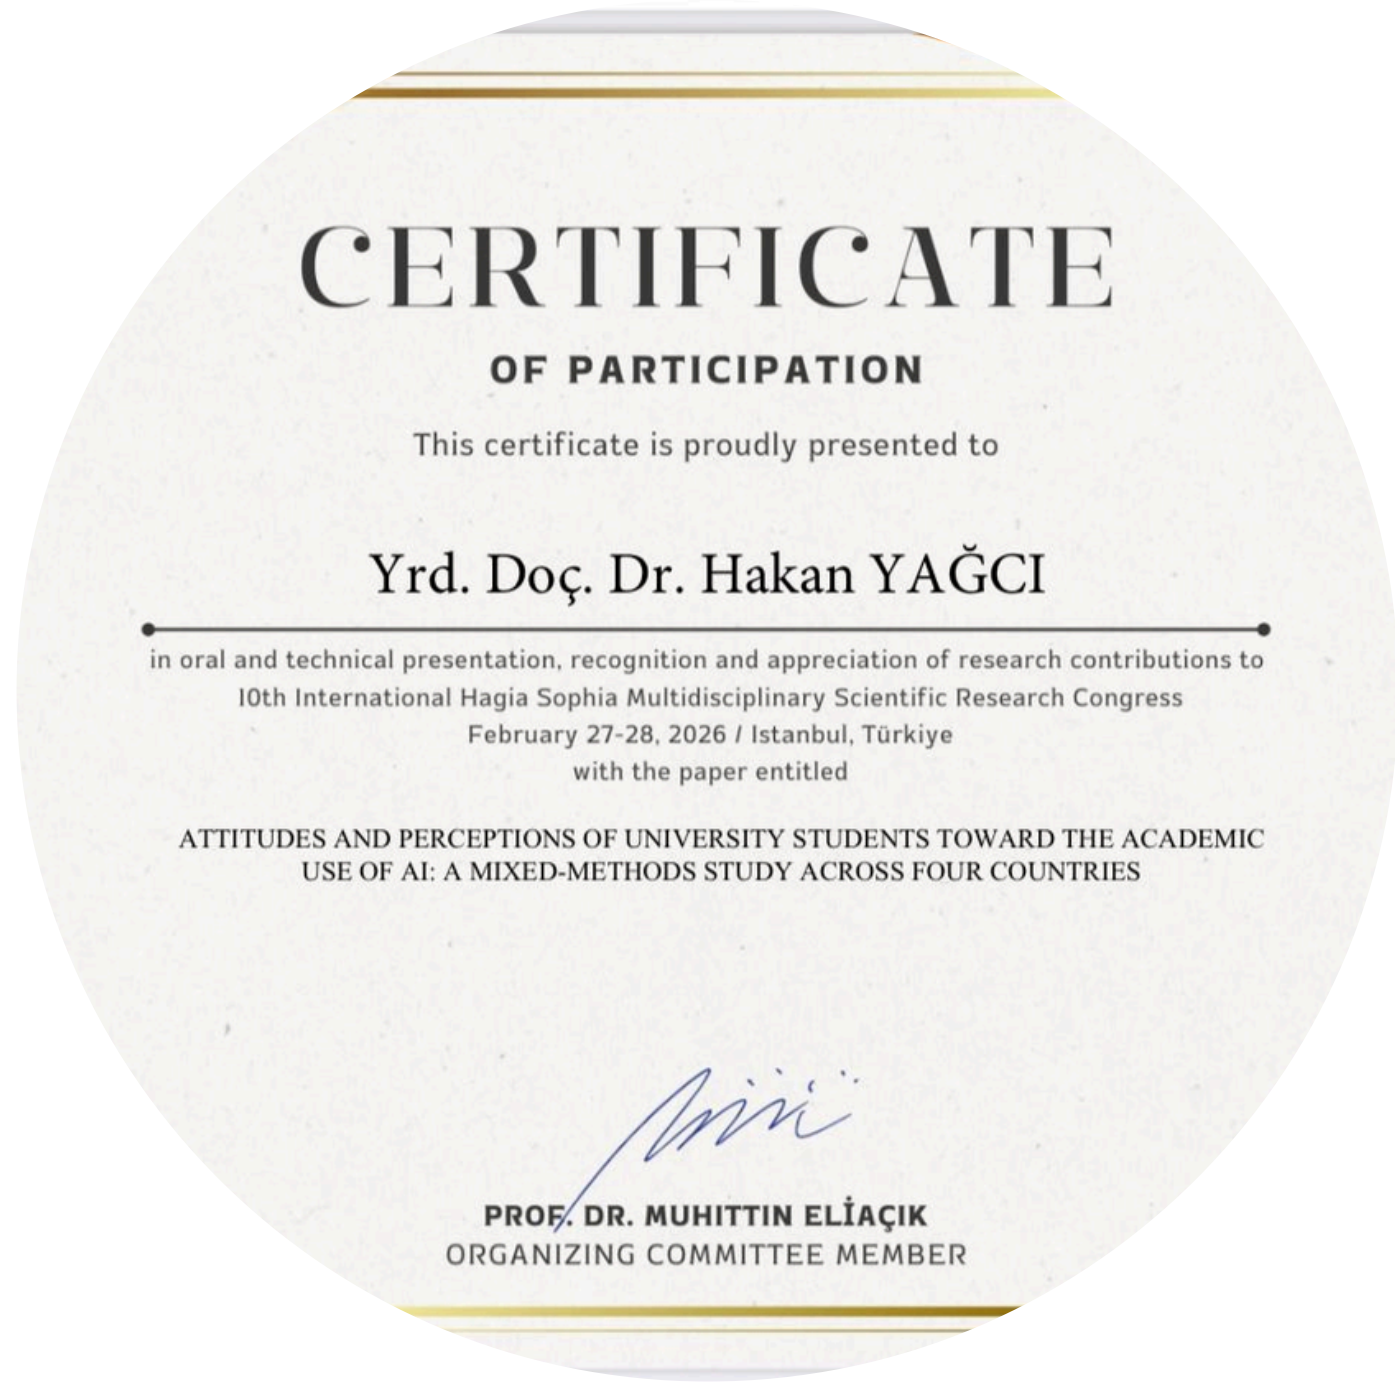 CERTIFICATE
OF PARTICIPATION
This certificate is proudly presented to
Yrd. Doç. Dr. Hakan YAĞCI
in oral and technical presentation, recognition and appreciation of research contributions to
10th International Hagia Sophia Multidisciplinary Scientific Research Congress
February 27-28, 2026 / Istanbul, Türkiye
with the paper entitled
ATTITUDES AND PERCEPTIONS OF UNIVERSITY STUDENTS TOWARD THE ACADEMIC
USE OF AI: A MIXED-METHODS STUDY ACROSS FOUR COUNTRIES
PROF. DR. MUHITTIN ELİAÇIK
ORGANIZING COMMITTEE MEMBER